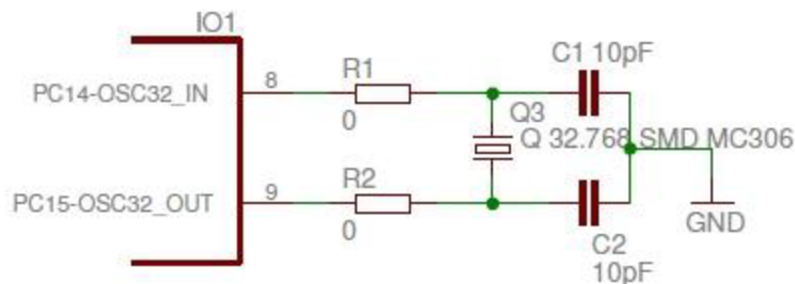 IO1
C1 10pF
PC14-OSC32_IN
8
R1
0
Q3
Q 32.768 SMD MC306
PC15-OSC32_OUT
9
R2
0
GND
C2
10pF